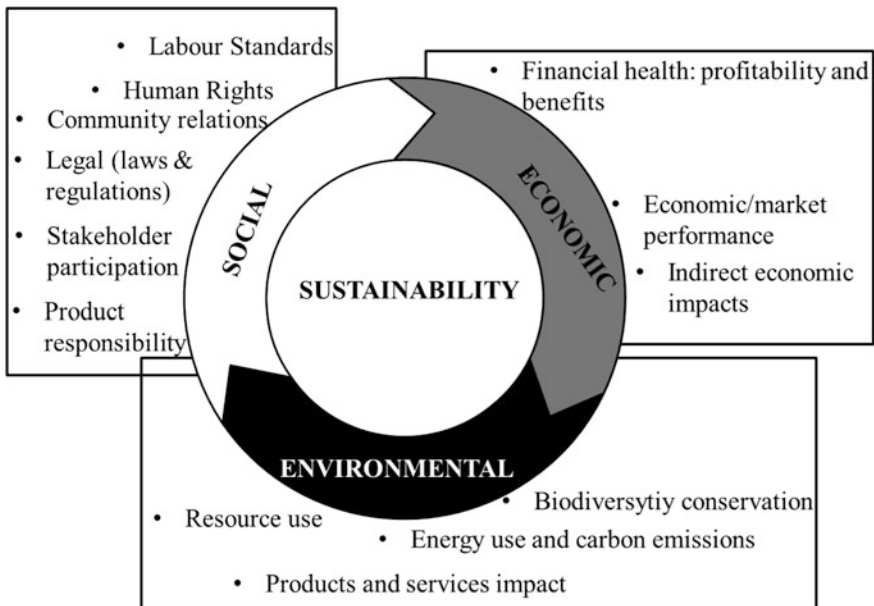 • Labour Standards
• Human Rights
• Community relations
• Legal (laws &
regulations)
• Stakeholder
participation
• Product
responsibility
SOCIAL
• Financial health: profitability and
benefits
• Economic/market
performance
• Indirect economic
impacts
ECONOMIC
SUSTAINABILITY
ENVIRONMENTAL
• Biodiversytiy conservation
• Resource use
• Energy use and carbon emissions
• Products and services impact